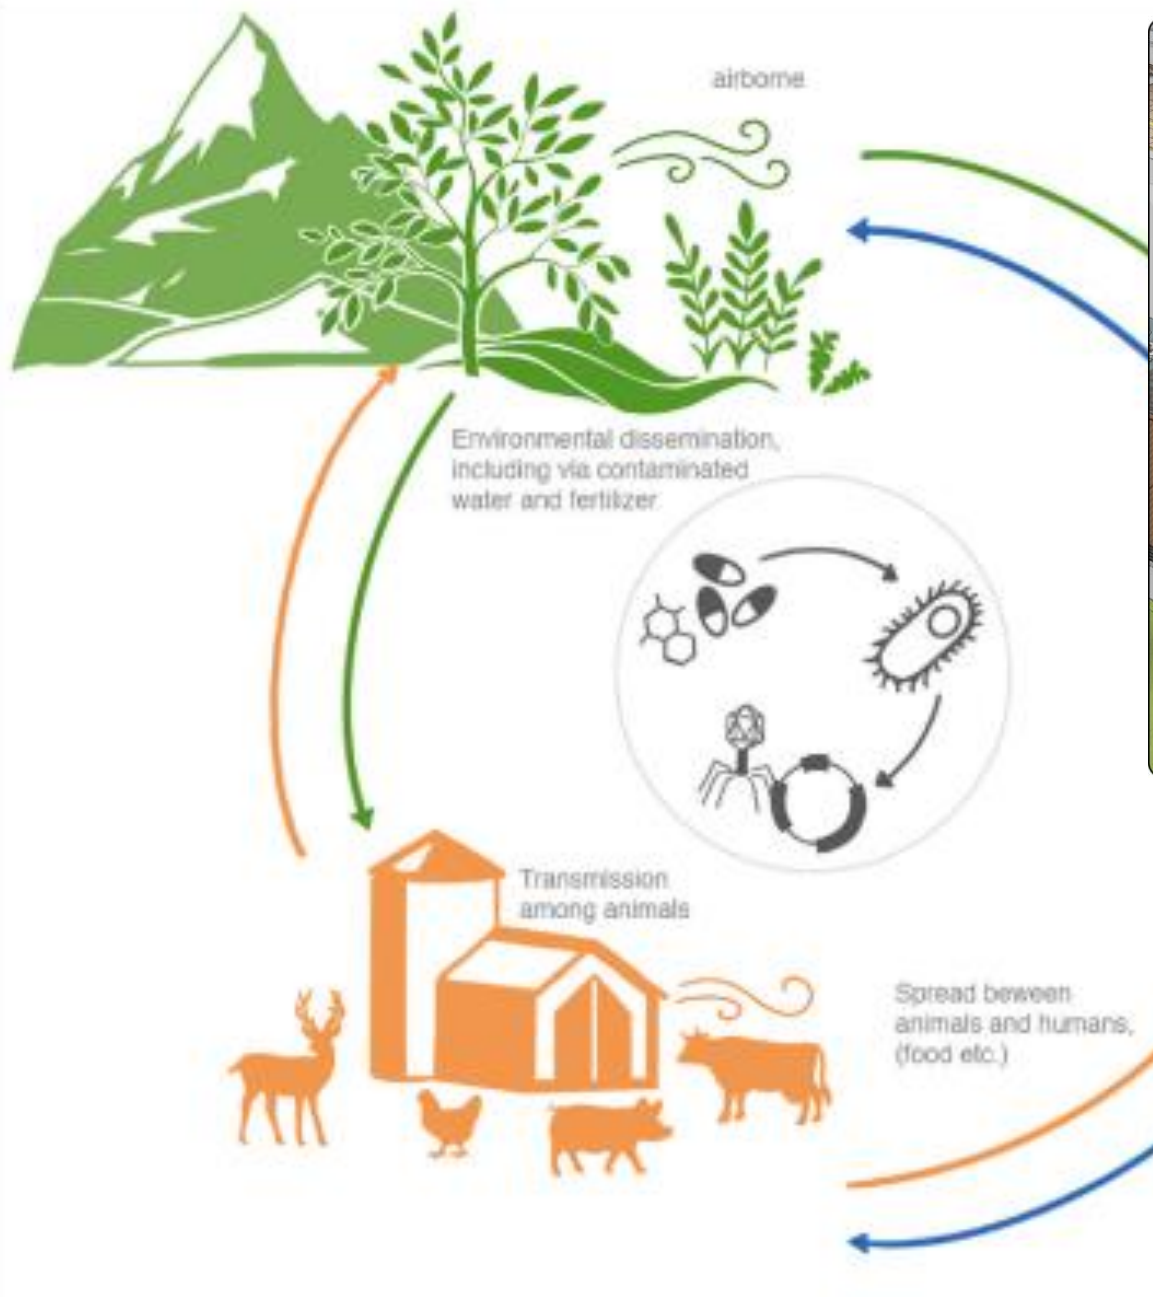 airborne
Environmental dissemination,
including via contaminated
water and fertilizer
Transmission
among animals
Spread beween
animals and humans,
(food etc.)